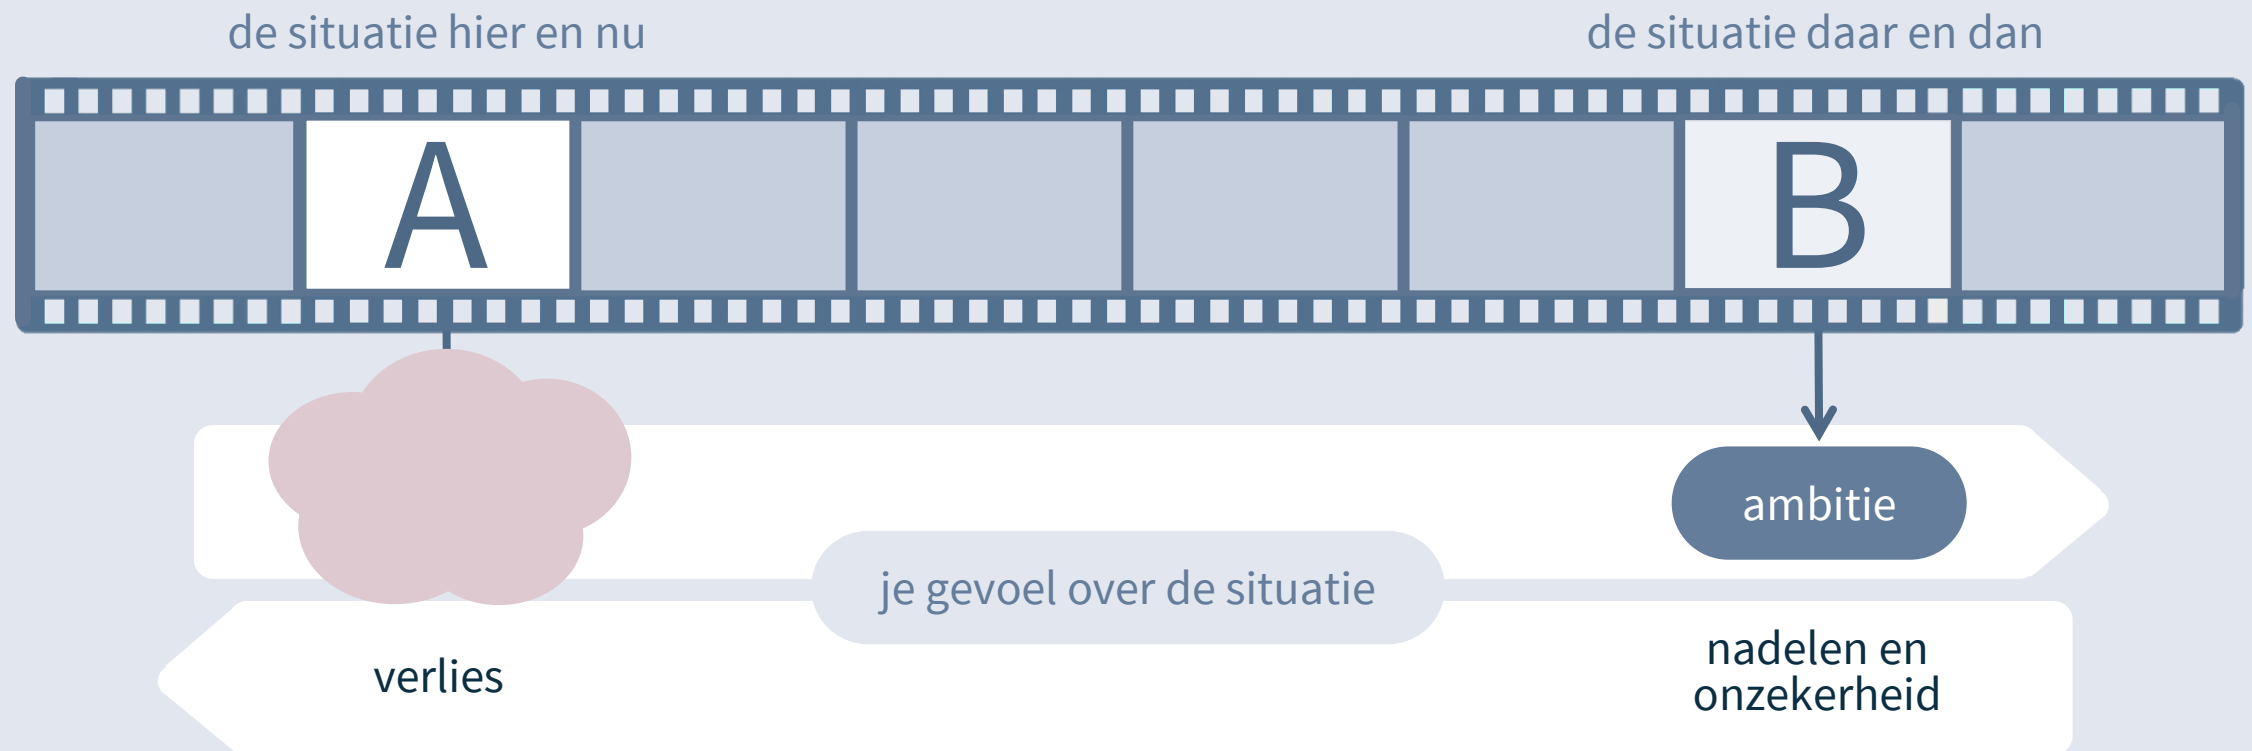 de situatie hier en nu
de situatie daar en dan
A
B
ambitie
je gevoel over de situatie
verlies
nadelen en
onzekerheid